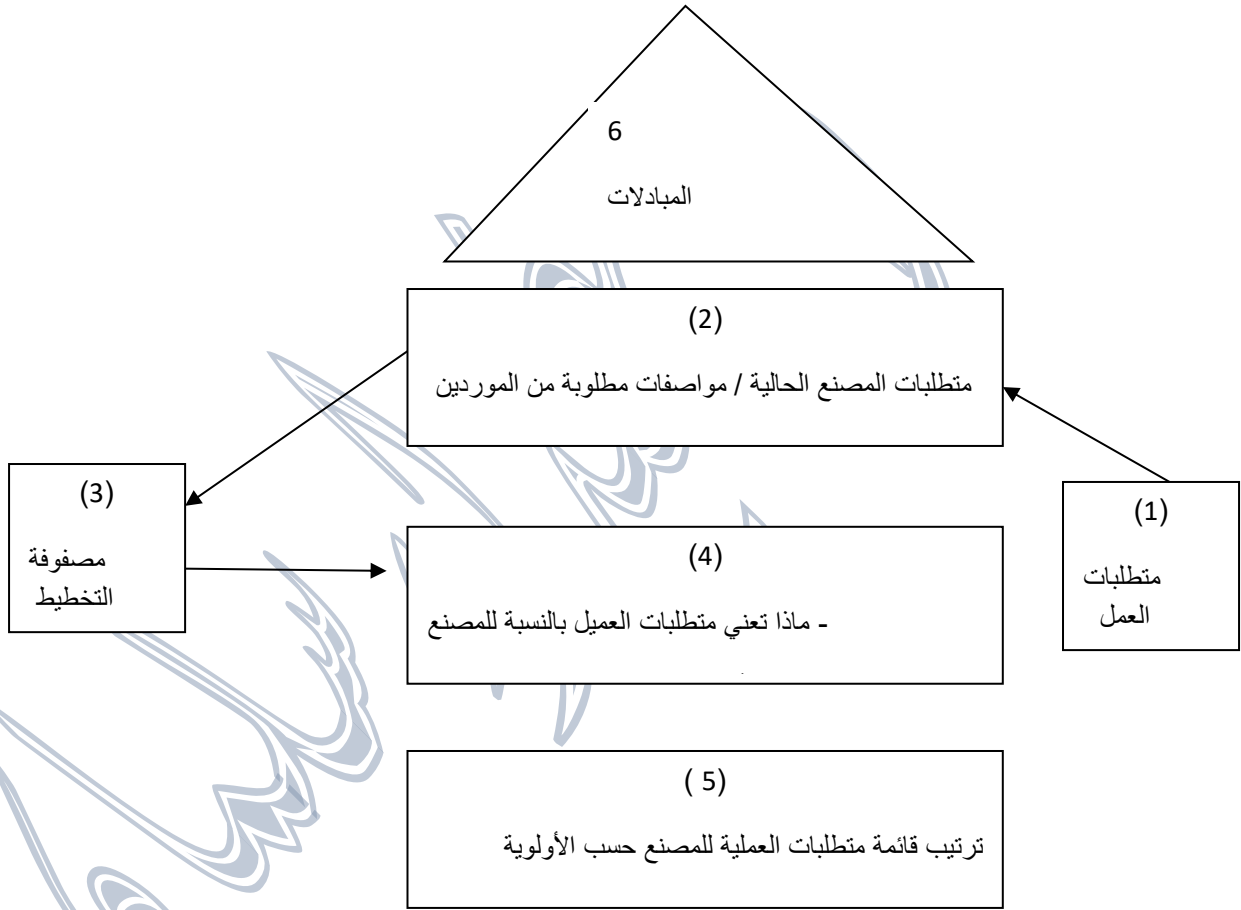 6
المبادلات
(2)
متطلبات المصنع الحالية / مواصفات مطلوبة من الموردين
(1)
متطلبات
العمل
(3)
مصفوفة
التخطيط
(4)
- ماذا تعني متطلبات العميل بالنسبة للمصنع
.
( 5)
ترتيب قائمة متطلبات العملية للمصنع حسب الأولوية